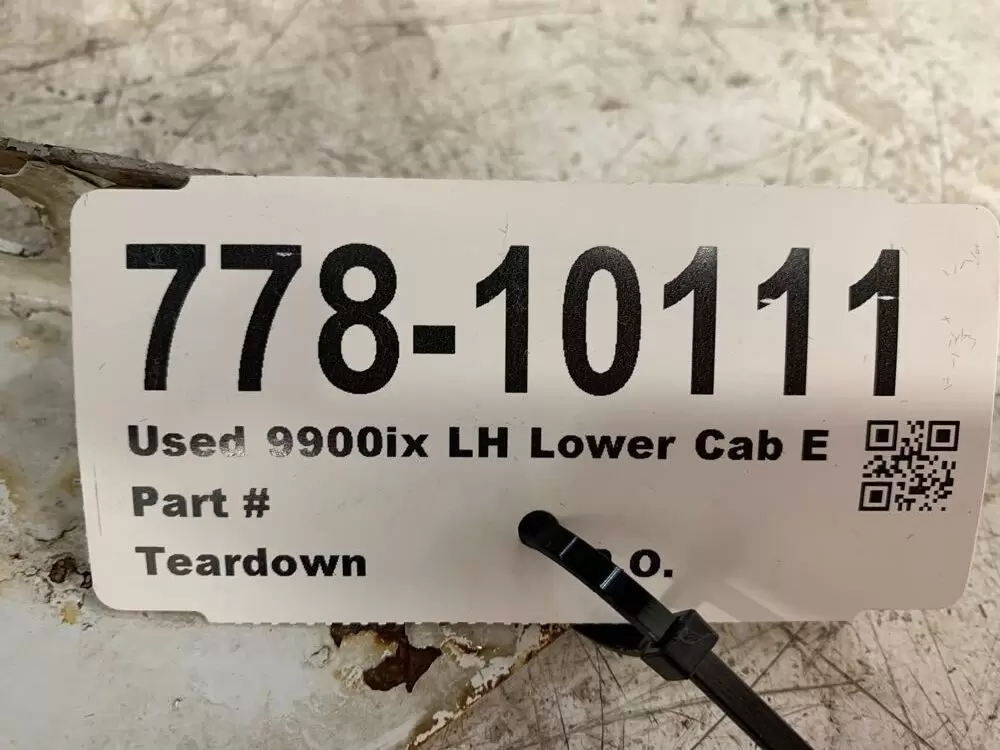 778-10111
Used 9900ix LH Lower Cab E
Part #
Teardown O.